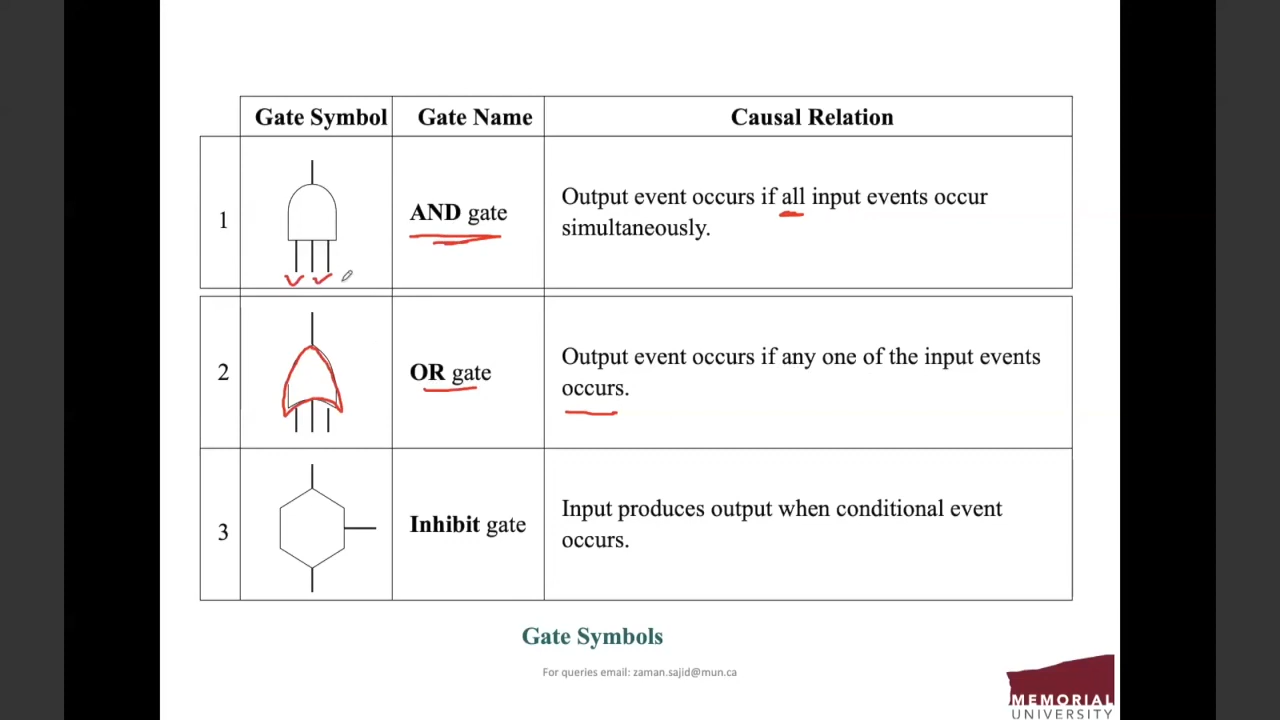 Gate Symbol Gate Name Causal Relation
1 AND gate Output event occurs if all input events occur
simultaneously.
2 OR gate Output event occurs if any one of the input events
occurs.
3 Inhibit gate Input produces output when conditional event
occurs.
Gate Symbols
For queries email: zaman.sajid@mun.ca
MEMORIAL
UNIVERSITY